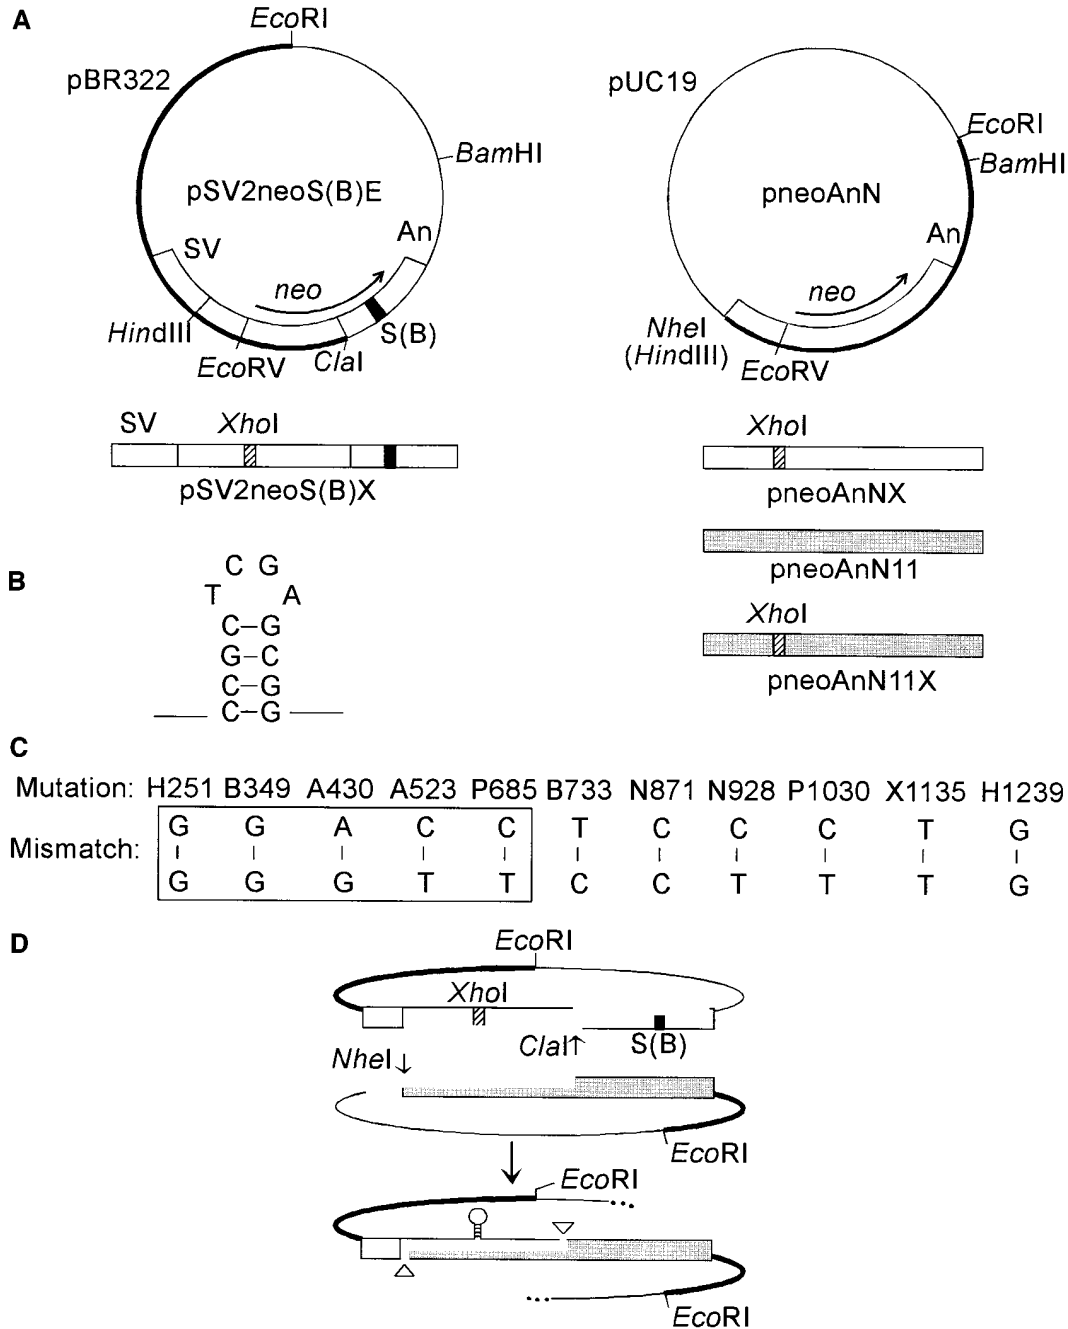 A
EcoRI
pBR322
BamHI
pSV2neoS(B)E
SV
An
neo
HindIII
S(B)
EcoRV
ClaI
pUC19
EcoRI
BamHI
pneoAnN
An
neo
NheI
(HindIII)
EcoRV
SV
XhoI
pSV2neoS(B)X
XhoI
pneoAnNX
pneoAnN11
XhoI
pneoAnN11X
B
C G
T A
C–G
G–C
C–G
C–G
C
Mutation: H251 B349 A430 A523 P685 B733 N871 N928 P1030 X1135 H1239
Mismatch:
G G A C C T C C C T G
G G G T T C C T T T G
D
EcoRI
XhoI
ClaI↑
S(B)
NheI↓
EcoRI
EcoRI
EcoRI